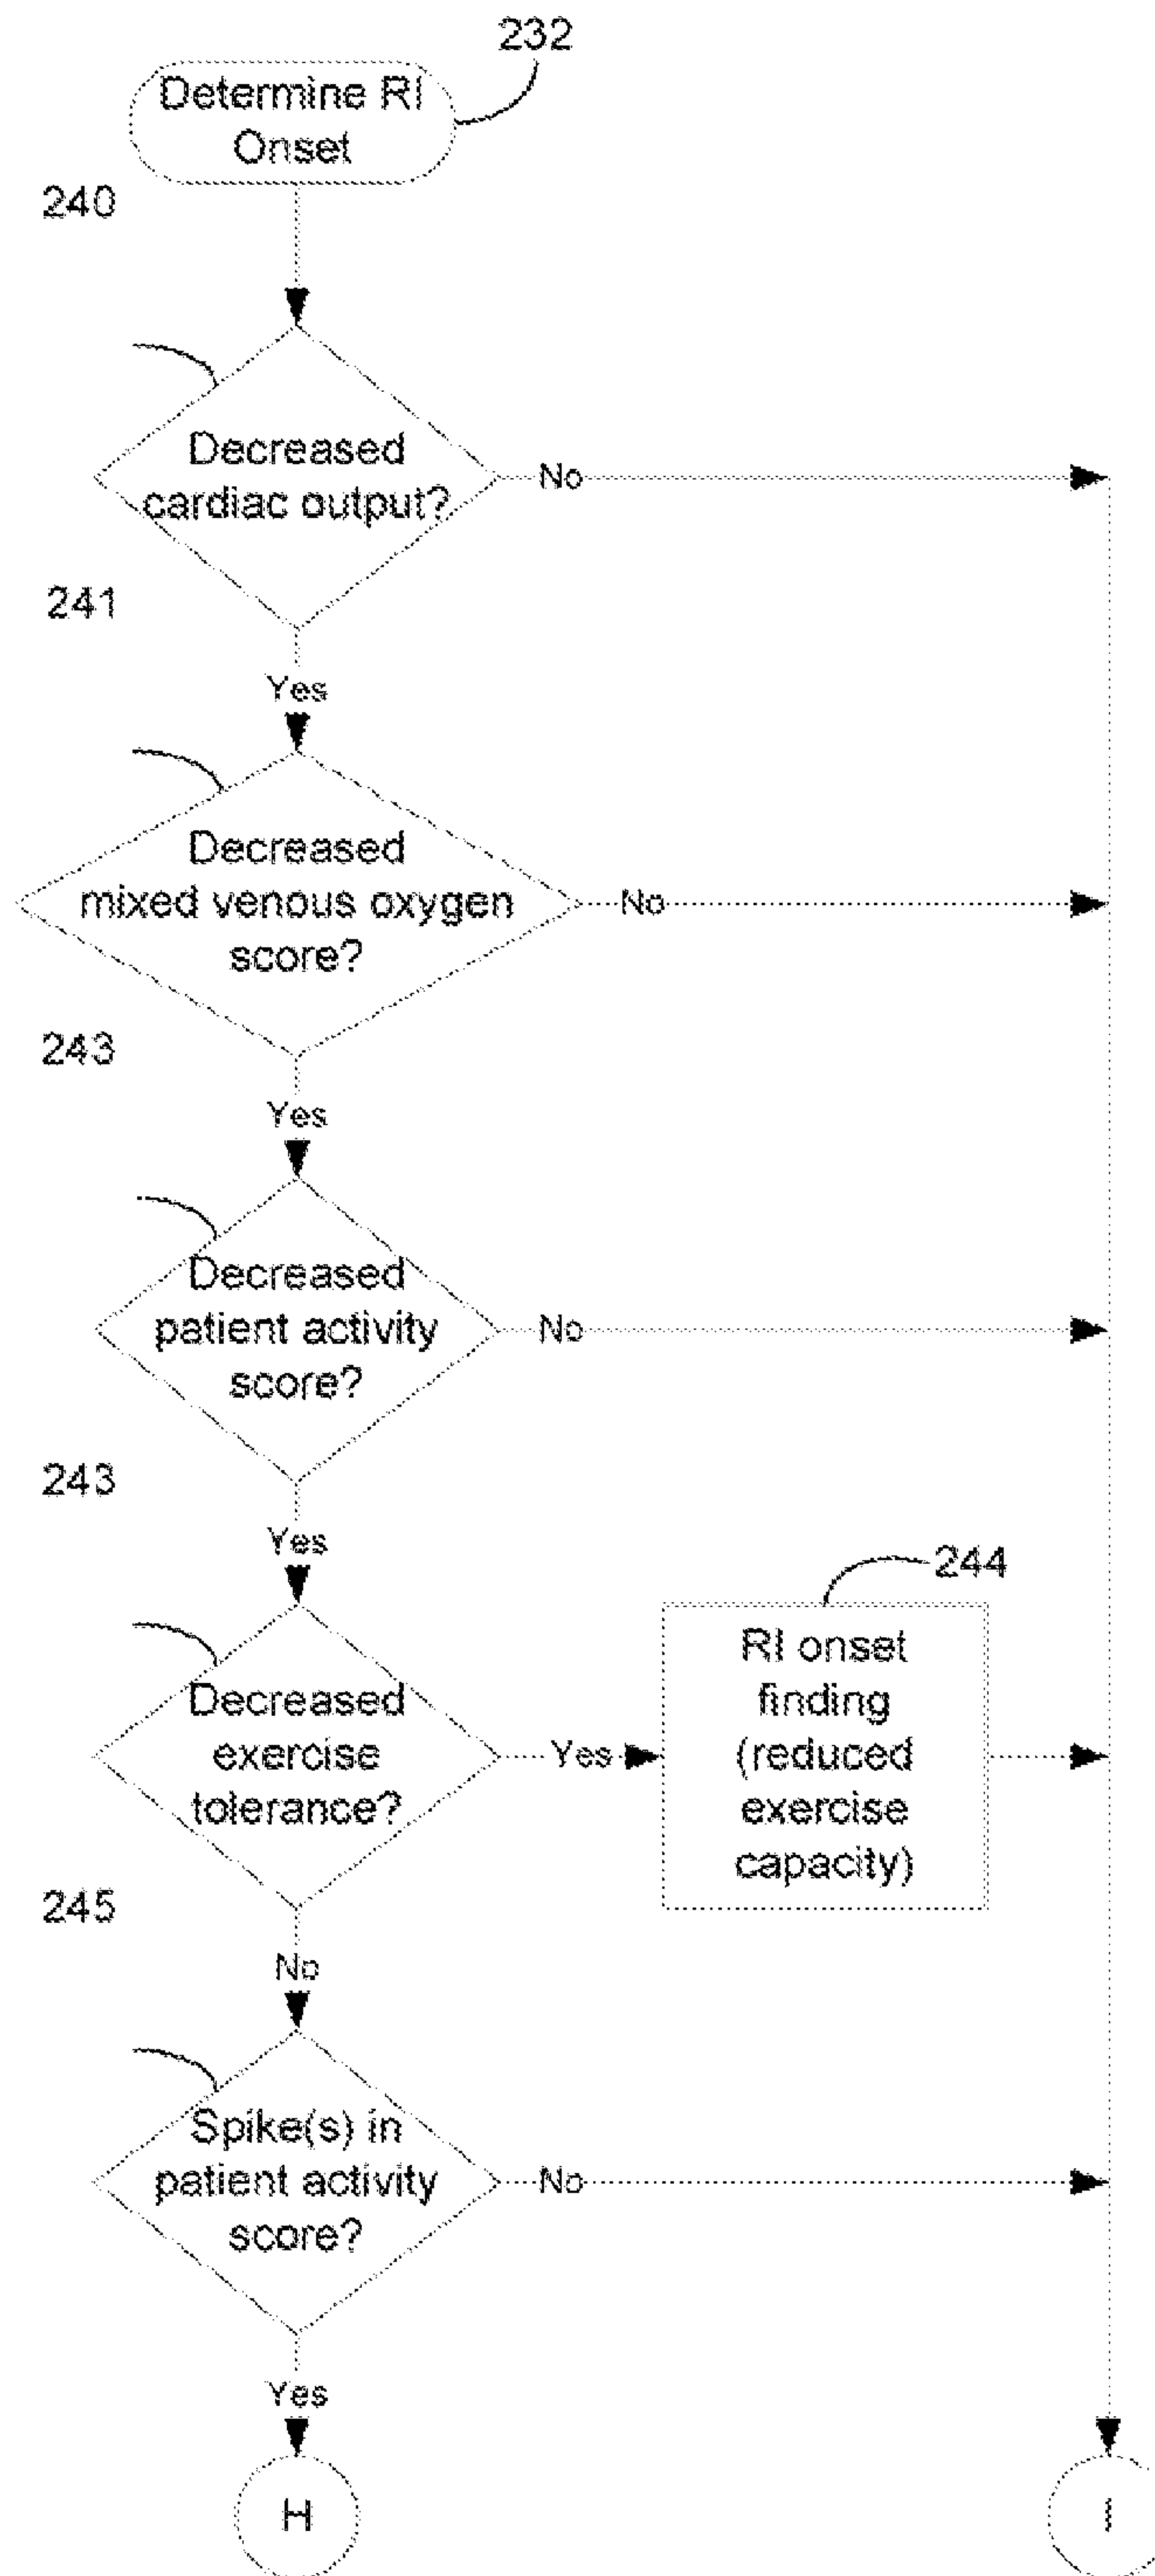 232
Determine RI
Onset
240
Decreased
cardiac output?
No
241
Yes
Decreased
mixed venous oxygen
score?
No
243
Yes
Decreased
patient activity
score?
No
243
Yes
244
Decreased
exercise
tolerance?
Yes
RI onset
finding
(reduced
exercise
capacity)
245
No
Spike(s) in
patient activity
score?
No
Yes
H
I